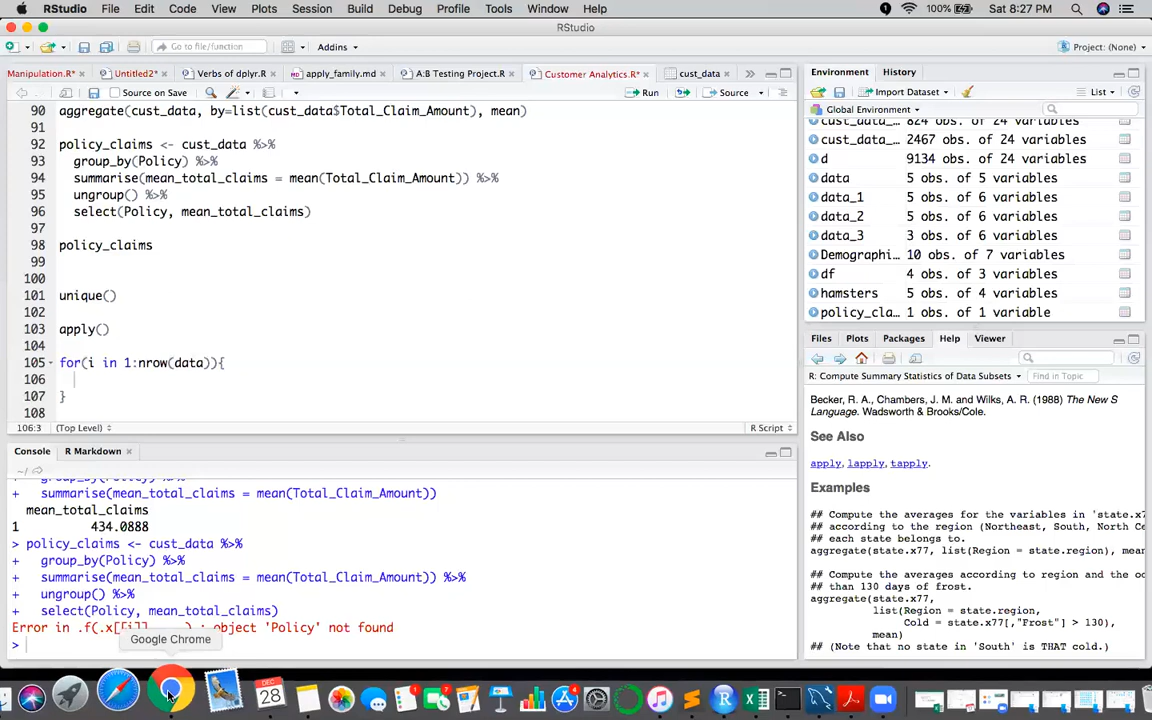 RStudio File Edit Code View Plots Session Build Debug Profile Tools Window Help 100% Sat 8:27 PM
RStudio
Go to file/function Addins Project: (None)
Manipulation.R* Untitled2* Verbs of dplyr.R apply_family.md A:B Testing Project.R Customer Analytics.R* cust_data
Source on Save Run Source
90 aggregate(cust_data, by=list(cust_data$Total_Claim_Amount), mean)
91
92 policy_claims <- cust_data %>%
93 group_by(Policy) %>%
94 summarise(mean_total_claims = mean(Total_Claim_Amount)) %>%
95 ungroup() %>%
96 select(Policy, mean_total_claims)
97
98 policy_claims
99
100
101 unique()
102
103 apply()
104
105 for(i in 1:nrow(data)){
106
107 }
108
106:3 (Top Level) R Script
Console R Markdown
~/
+ group_by(Policy) %>%
+ summarise(mean_total_claims = mean(Total_Claim_Amount))
mean_total_claims
1 434.0888
> policy_claims <- cust_data %>%
+ group_by(Policy) %>%
+ summarise(mean_total_claims = mean(Total_Claim_Amount)) %>%
+ ungroup() %>%
+ select(Policy, mean_total_claims)
Error in .f(.x[[i]], ...) : object 'Policy' not found
>
Google Chrome
Environment History
Import Dataset List
Global Environment
cust_data_... 824 obs. of 24 variables
cust_data_... 2467 obs. of 24 variables
d 9134 obs. of 24 variables
data 5 obs. of 5 variables
data_1 5 obs. of 6 variables
data_2 5 obs. of 6 variables
data_3 3 obs. of 6 variables
Demographi... 10 obs. of 7 variables
df 4 obs. of 3 variables
hamsters 5 obs. of 4 variables
policy_cla... 1 obs. of 1 variable
Files Plots Packages Help Viewer
R: Compute Summary Statistics of Data Subsets Find in Topic
Becker, R. A., Chambers, J. M. and Wilks, A. R. (1988) The New S
Language. Wadsworth & Brooks/Cole.
See Also
apply, lapply, tapply.
Examples
## Compute the averages for the variables in 'state.x7
## according to the region (Northeast, South, North Ce
## each state belongs to.
aggregate(state.x77, list(Region = state.region), mean
## Compute the averages according to region and the oc
## than 130 days of frost.
aggregate(state.x77,
list(Region = state.region,
Cold = state.x77[,"Frost"] > 130),
mean)
## (Note that no state in 'South' is THAT cold.)
DEC
28